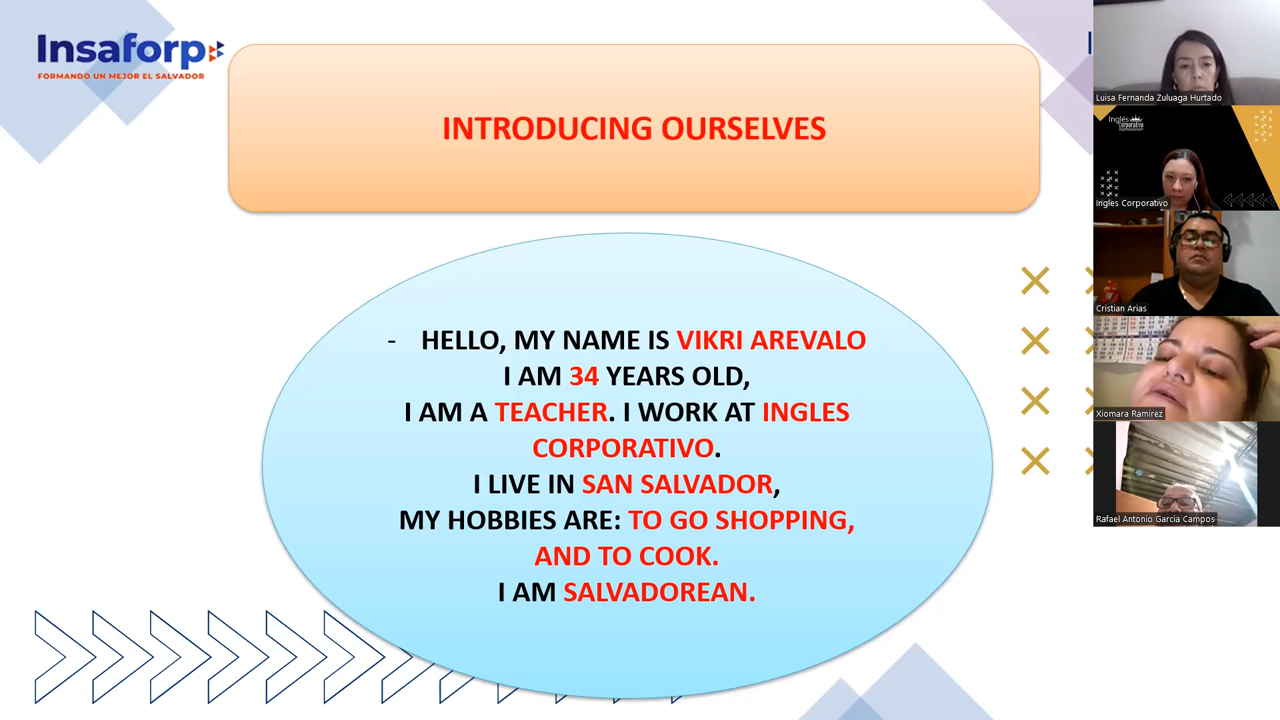 Insaforp
FORMANDO UN MEJOR EL SALVADOR
INTRODUCING OURSELVES
- HELLO, MY NAME IS VIKRI AREVALO
I AM 34 YEARS OLD,
I AM A TEACHER. I WORK AT INGLES
CORPORATIVO.
I LIVE IN SAN SALVADOR,
MY HOBBIES ARE: TO GO SHOPPING,
AND TO COOK.
I AM SALVADOREAN.
Luisa Fernanda Zuluaga Hurtado
Inglés
Corporativo
Ingles Corporativo
Cristian Arias
Xiomara Ramirez
Rafael Antonio Garcia Campos